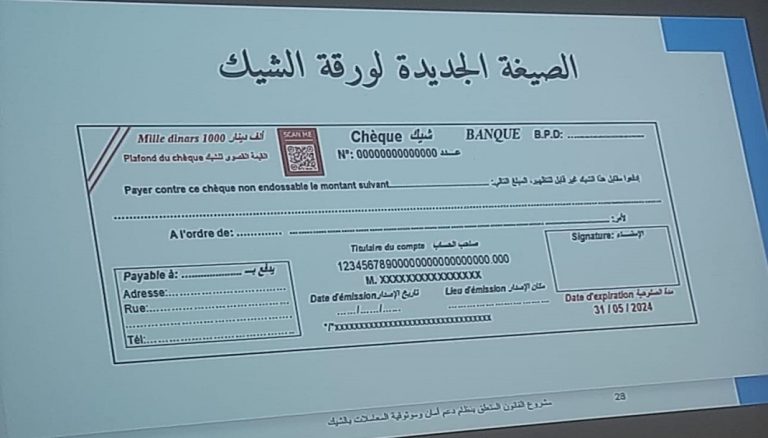 الصيغة الجديدة لورقة الشيك
Mille dinars 1000 ألف دينار
SCAN ME
Chèque شيك BANQUE B.P.D: ....................
Plafond du chèque القيمة القصوى للشيك
N°: 00000000000000 عـدد
Payer contre ce chèque non endossable le montant suivant.................... إدفعوا مقابل هذا الشيك غير قابل للتظهير، المبلغ التالي:
A l'ordre de: .................... لأمر:
Titulaire du compte صاحب الحساب
Signature: الإمضـاء:
12345678900000000000000000.000
M. XXXXXXXXXXXXXXXX
Payable à: .................... يدفع بـ
Adresse:....................
Rue:....................
Tél:....................
Date d'émission تاريخ الإصدار
Lieu d'émission مكان الإصدار
...../...../.....
Date d'expiration مدة الصلوحية
31 / 05 / 2024
مشروع القانون المتعلق بنظام دعم أمان وموثوقية المعاملات بالشيك
28